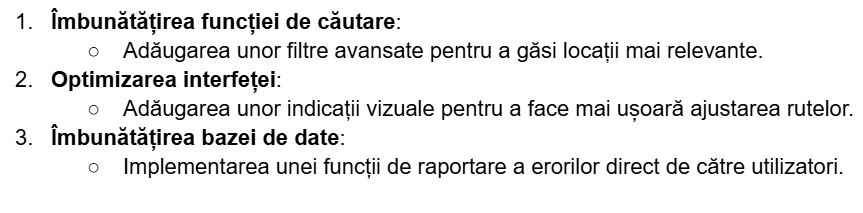 1. Îmbunătățirea funcției de căutare:
○ Adăugarea unor filtre avansate pentru a găsi locații mai relevante.
2. Optimizarea interfeței:
○ Adăugarea unor indicații vizuale pentru a face mai ușoară ajustarea rutelor.
3. Îmbunătățirea bazei de date:
○ Implementarea unei funcții de raportare a erorilor direct de către utilizatori.